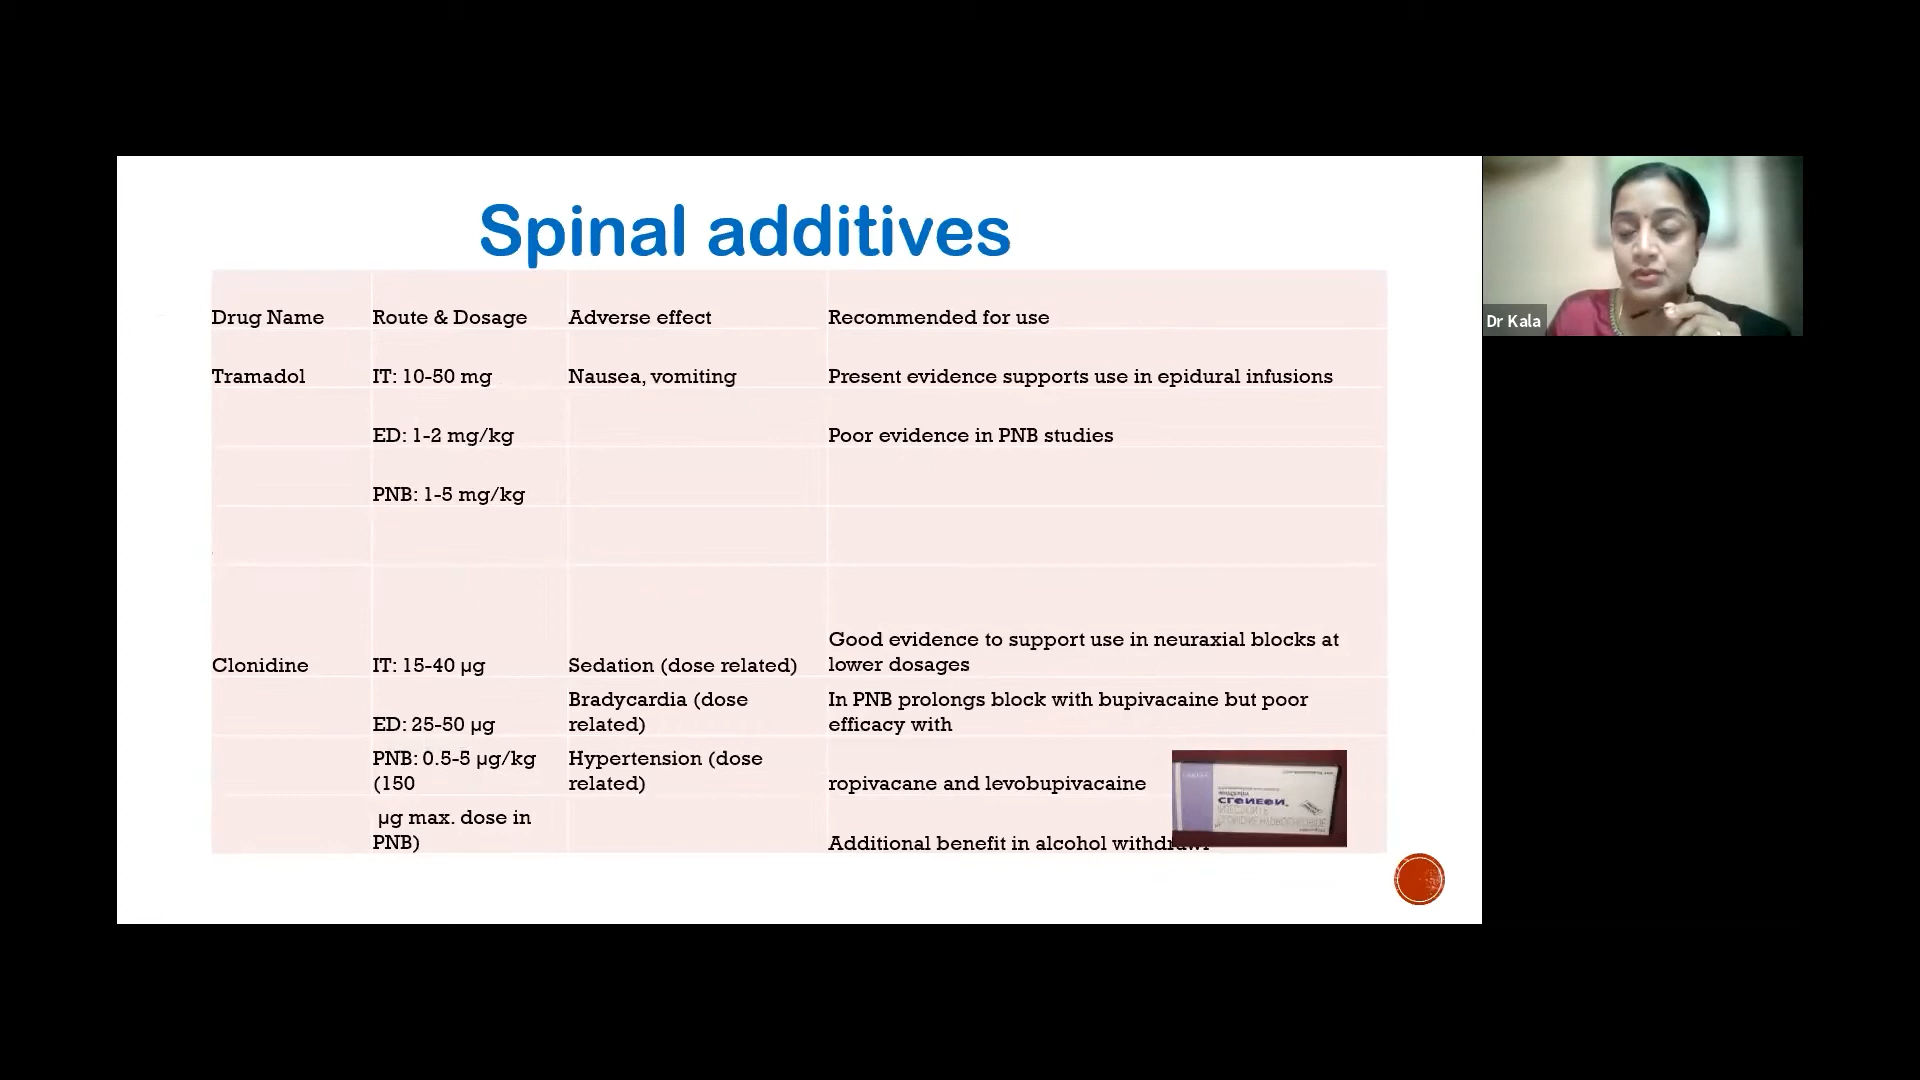 Spinal additives
Drug Name Route & Dosage Adverse effect Recommended for use
Tramadol IT: 10-50 mg Nausea, vomiting Present evidence supports use in epidural infusions
ED: 1-2 mg/kg Poor evidence in PNB studies
PNB: 1-5 mg/kg
Clonidine IT: 15-40 µg Sedation (dose related) Good evidence to support use in neuraxial blocks at
lower dosages
ED: 25-50 µg Bradycardia (dose
related) In PNB prolongs block with bupivacaine but poor
efficacy with
PNB: 0.5-5 µg/kg
(150 Hypertension (dose
related) ropivacane and levobupivacaine
µg max. dose in
PNB) Additional benefit in alcohol
Dr Kala